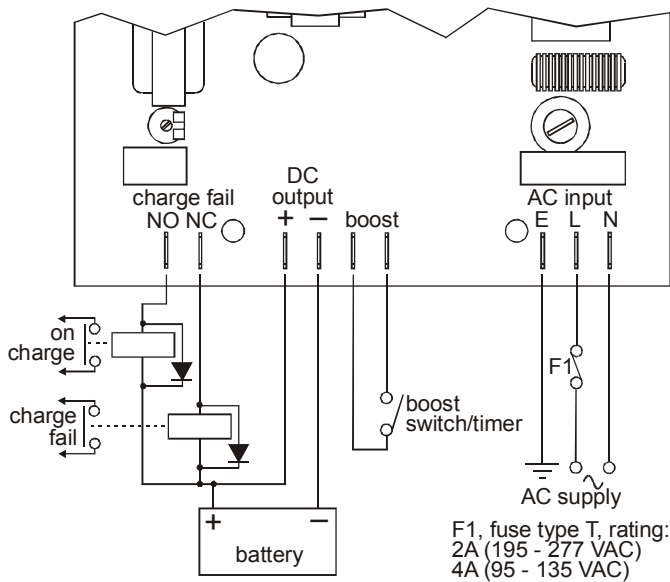 charge fail
NO NC
DC
output
+ −
boost
AC input
E L N
on
charge
charge
fail
boost
switch/timer
F1
AC supply
+ −
battery
F1, fuse type T, rating:
2A (195 - 277 VAC)
4A (95 - 135 VAC)